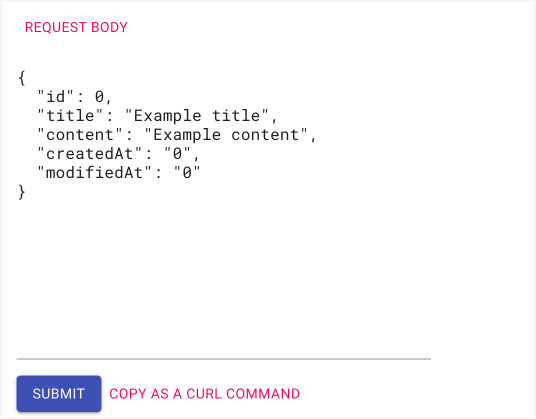 REQUEST BODY
{
  "id": 0,
  "title": "Example title",
  "content": "Example content",
  "createdAt": "0",
  "modifiedAt": "0"
}
SUBMIT COPY AS A CURL COMMAND